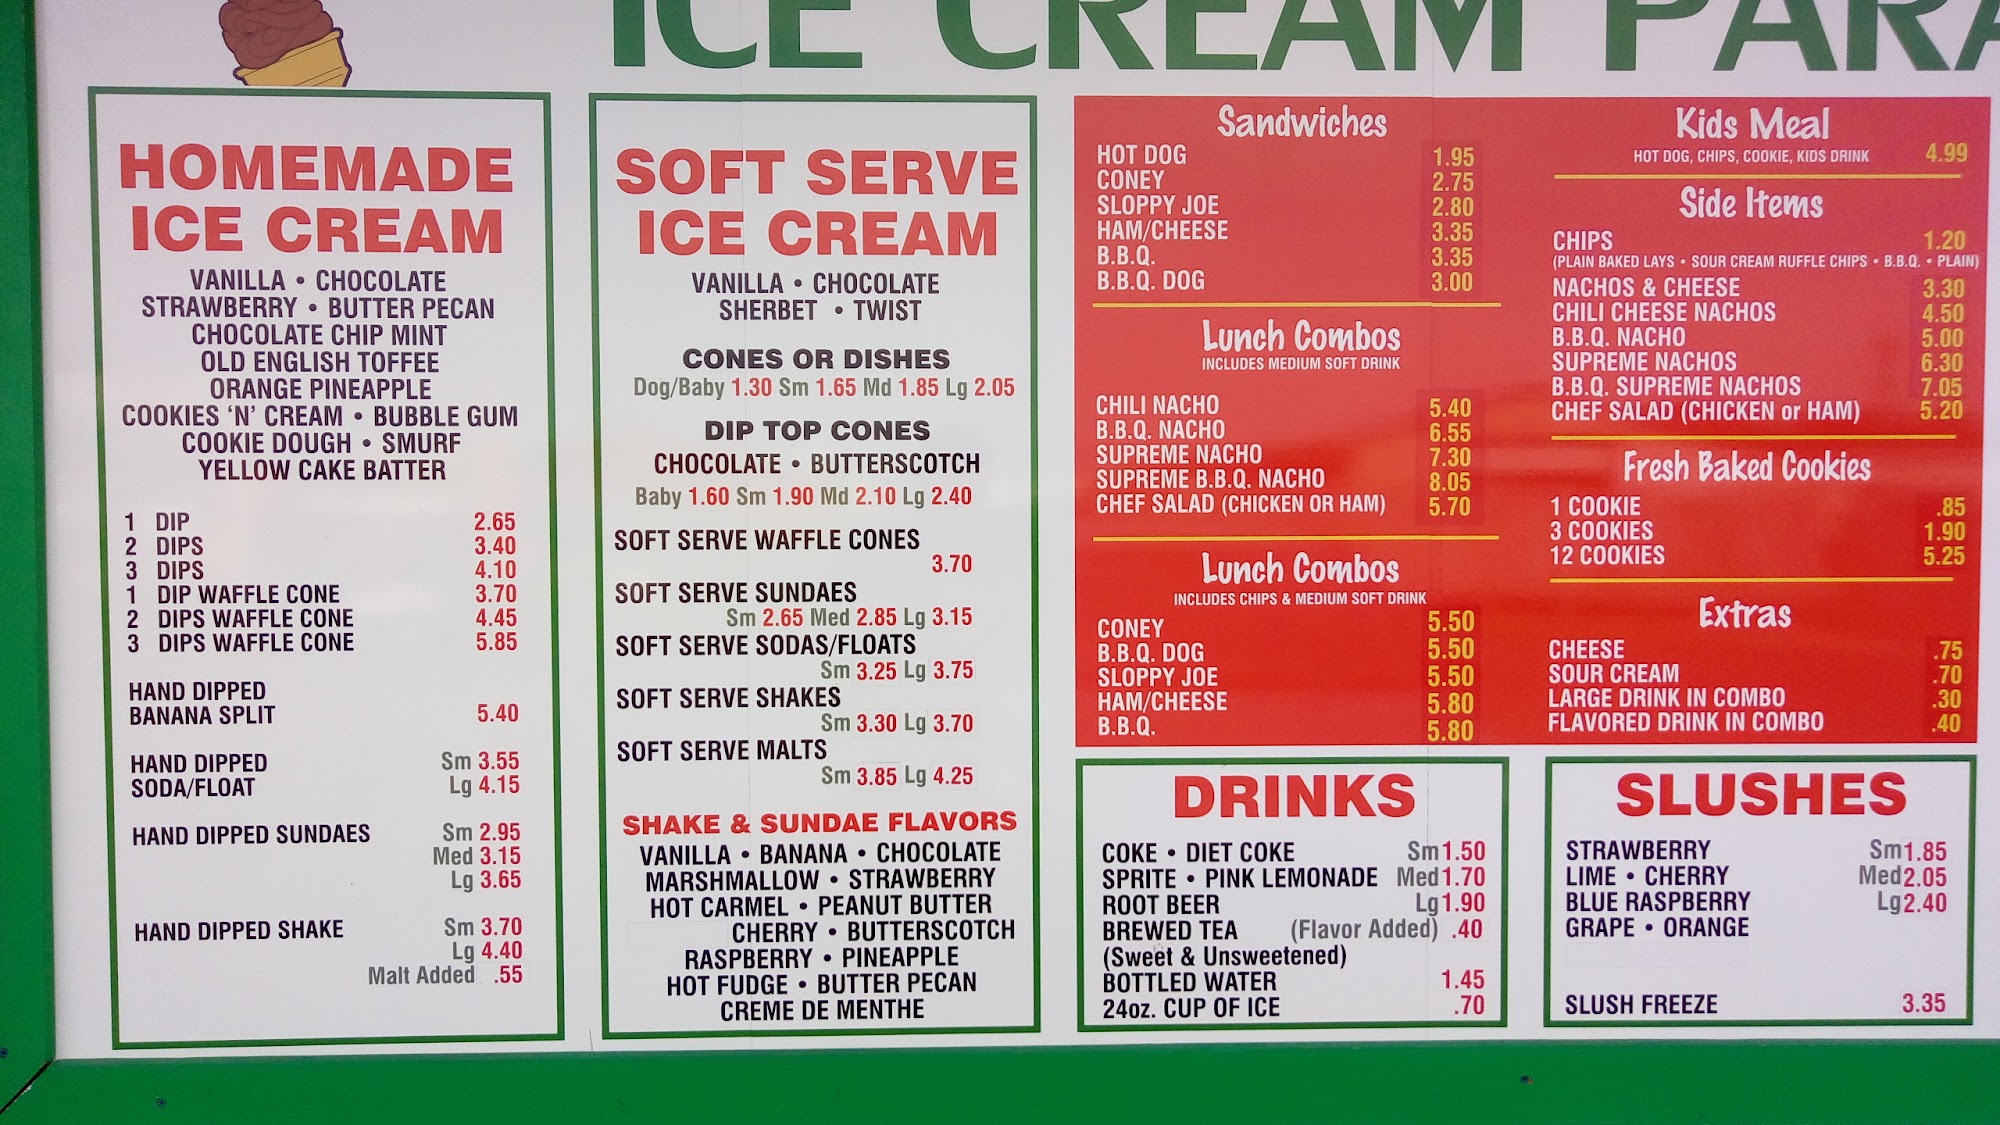 ICE CREAM PARA
HOMEMADE
ICE CREAM
VANILLA • CHOCOLATE
STRAWBERRY • BUTTER PECAN
CHOCOLATE CHIP MINT
OLD ENGLISH TOFFEE
ORANGE PINEAPPLE
COOKIES ‘N’ CREAM • BUBBLE GUM
COOKIE DOUGH • SMURF
YELLOW CAKE BATTER
1 DIP 2.65
2 DIPS 3.40
3 DIPS 4.10
1 DIP WAFFLE CONE 3.70
2 DIPS WAFFLE CONE 4.45
3 DIPS WAFFLE CONE 5.85
HAND DIPPED
BANANA SPLIT 5.40
HAND DIPPED Sm 3.55
SODA/FLOAT Lg 4.15
HAND DIPPED SUNDAES Sm 2.95
Med 3.15
Lg 3.65
HAND DIPPED SHAKE Sm 3.70
Lg 4.40
Malt Added .55
SOFT SERVE
ICE CREAM
VANILLA • CHOCOLATE
SHERBET • TWIST
CONES OR DISHES
Dog/Baby 1.30 Sm 1.65 Md 1.85 Lg 2.05
DIP TOP CONES
CHOCOLATE • BUTTERSCOTCH
Baby 1.60 Sm 1.90 Md 2.10 Lg 2.40
SOFT SERVE WAFFLE CONES
3.70
SOFT SERVE SUNDAES
Sm 2.65 Med 2.85 Lg 3.15
SOFT SERVE SODAS/FLOATS
Sm 3.25 Lg 3.75
SOFT SERVE SHAKES
Sm 3.30 Lg 3.70
SOFT SERVE MALTS
Sm 3.85 Lg 4.25
SHAKE & SUNDAE FLAVORS
VANILLA • BANANA • CHOCOLATE
MARSHMALLOW • STRAWBERRY
HOT CARMEL • PEANUT BUTTER
CHERRY • BUTTERSCOTCH
RASPBERRY • PINEAPPLE
HOT FUDGE • BUTTER PECAN
CREME DE MENTHE
Sandwiches
HOT DOG 1.95
CONEY 2.75
SLOPPY JOE 2.80
HAM/CHEESE 3.35
B.B.Q. 3.35
B.B.Q. DOG 3.00
Lunch Combos
INCLUDES MEDIUM SOFT DRINK
CHILI NACHO 5.40
B.B.Q. NACHO 6.55
SUPREME NACHO 7.30
SUPREME B.B.Q. NACHO 8.05
CHEF SALAD (CHICKEN OR HAM) 5.70
Lunch Combos
INCLUDES CHIPS & MEDIUM SOFT DRINK
CONEY 5.50
B.B.Q. DOG 5.50
SLOPPY JOE 5.50
HAM/CHEESE 5.80
B.B.Q. 5.80
Kids Meal
HOT DOG, CHIPS, COOKIE, KIDS DRINK 4.99
Side Items
CHIPS 1.20
(PLAIN BAKED LAYS • SOUR CREAM RUFFLE CHIPS • B.B.Q. • PLAIN)
NACHOS & CHEESE 3.30
CHILI CHEESE NACHOS 4.50
B.B.Q. NACHO 5.00
SUPREME NACHOS 6.30
B.B.Q. SUPREME NACHOS 7.05
CHEF SALAD (CHICKEN or HAM) 5.20
Fresh Baked Cookies
1 COOKIE .85
3 COOKIES 1.90
12 COOKIES 5.25
Extras
CHEESE .75
SOUR CREAM .70
LARGE DRINK IN COMBO .30
FLAVORED DRINK IN COMBO .40
DRINKS
COKE • DIET COKE Sm 1.50
SPRITE • PINK LEMONADE Med 1.70
ROOT BEER Lg 1.90
BREWED TEA (Flavor Added) .40
(Sweet & Unsweetened)
BOTTLED WATER 1.45
24oz. CUP OF ICE .70
SLUSHES
STRAWBERRY Sm 1.85
LIME • CHERRY Med 2.05
BLUE RASPBERRY Lg 2.40
GRAPE • ORANGE
SLUSH FREEZE 3.35